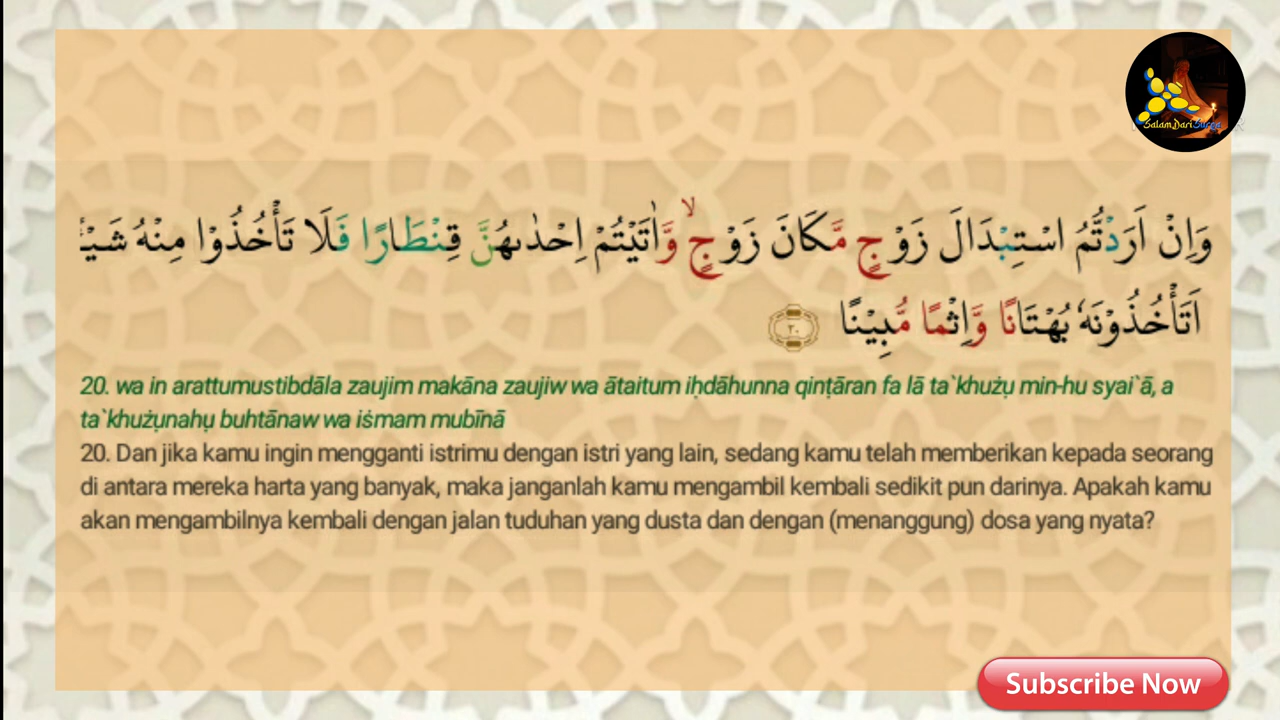 SalamDari
وَاِنْ اَرَدْتُّمُ اسْتِبْدَالَ زَوْجٍ مَّكَانَ زَوْجٍۙ وَّاٰتَيْتُمْ اِحْدٰىهُنَّ قِنْطَارًا فَلَا تَأْخُذُوْا مِنْهُ
اَتَأْخُذُوْنَهٗ بُهْتَانًا وَّاِثْمًا مُّبِيْنًا ٢٠
20. wa in arattumustibdāla zaujim makāna zaujiw wa ātaitum iḥdāhunna qinṭāran fa lā ta`khużụ min-hu syai`ā, a
ta`khużụnahụ buhtānaw wa iṡmam mubīnā
20. Dan jika kamu ingin mengganti istrimu dengan istri yang lain, sedang kamu telah memberikan kepada seorang
di antara mereka harta yang banyak, maka janganlah kamu mengambil kembali sedikit pun darinya. Apakah kamu
akan mengambilnya kembali dengan jalan tuduhan yang dusta dan dengan (menanggung) dosa yang nyata?
Subscribe Now